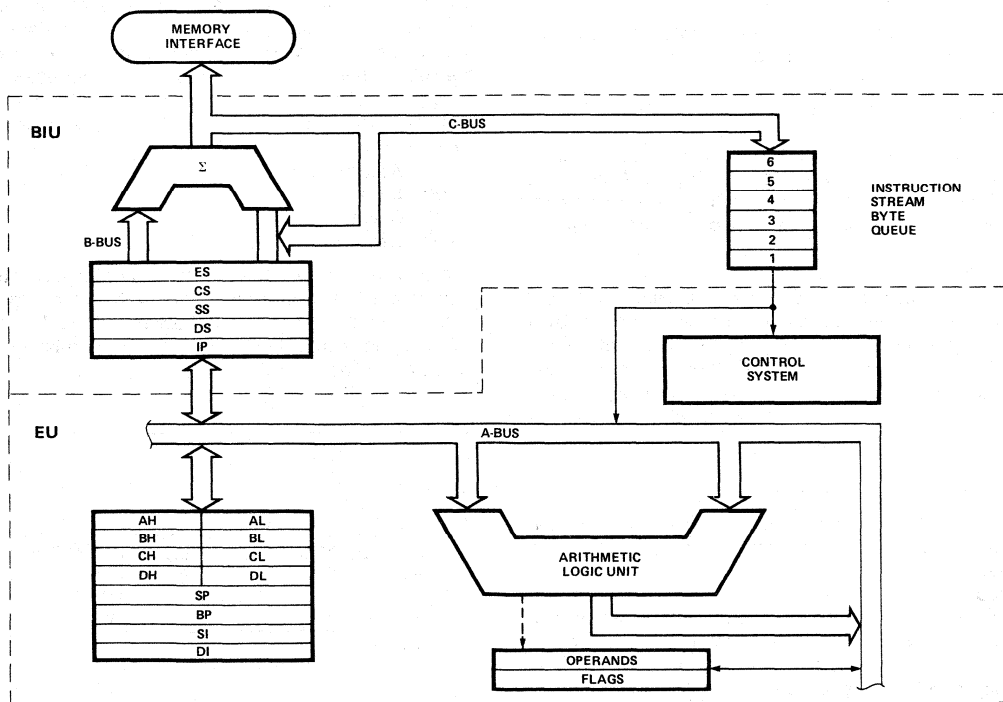 MEMORY
INTERFACE
BIU
C-BUS
Σ
B-BUS
6
5
4
3
2
1
INSTRUCTION
STREAM
BYTE
QUEUE
ES
CS
SS
DS
IP
CONTROL
SYSTEM
EU
A-BUS
AH AL
BH BL
CH CL
DH DL
SP
BP
SI
DI
ARITHMETIC
LOGIC UNIT
OPERANDS
FLAGS